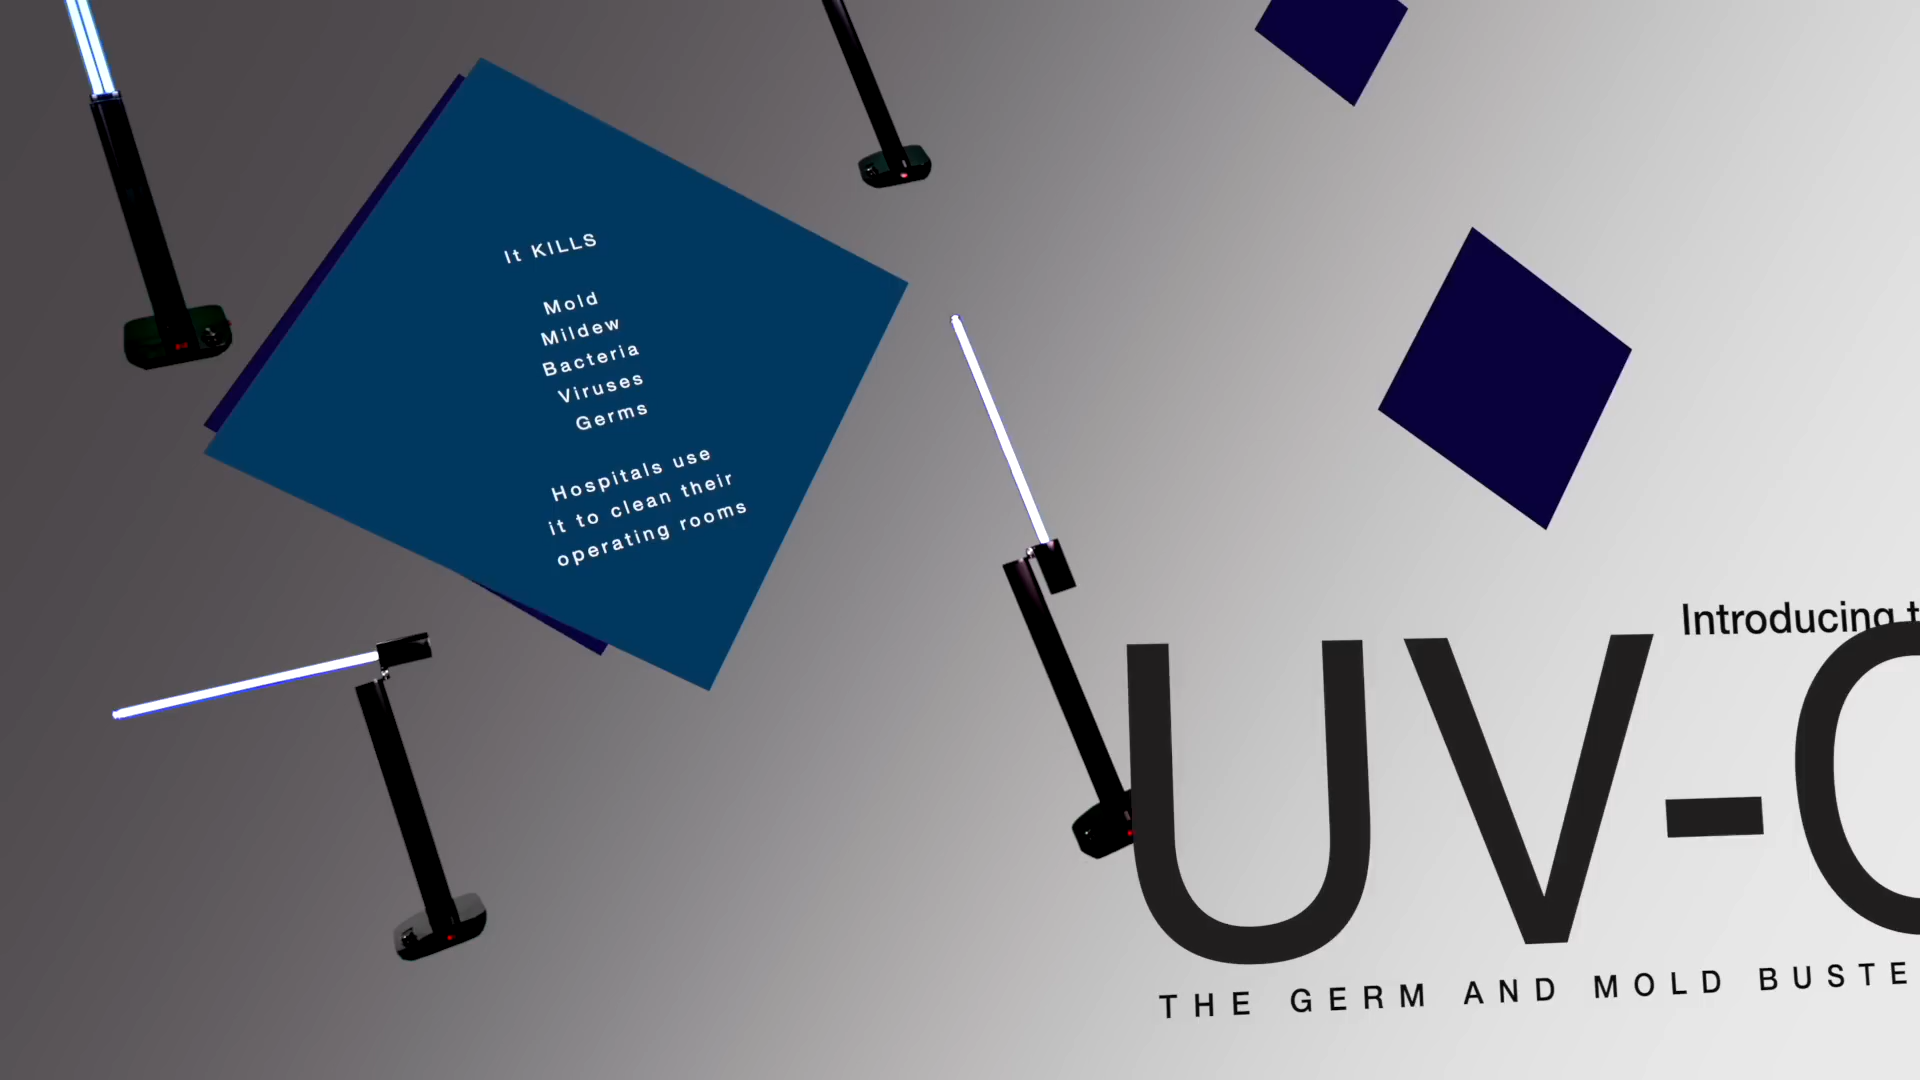 It KILLS
Mold
Mildew
Bacteria
Viruses
Germs
Hospitals use
it to clean their
operating rooms
Introducing t
UV-C
THE GERM AND MOLD BUSTE